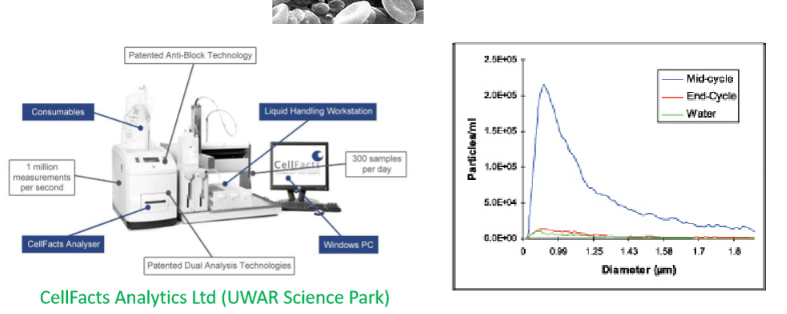 Patented Anti-Block Technology
Consumables
Liquid Handling Workstation
1 million
measurements
per second
300 samples
per day
CellFacts
CellFacts Analyser
Windows PC
Patented Dual Analysis Technologies
CellFacts Analytics Ltd (UWAR Science Park)
2.5E+05
2.0E+05
1.5E+05
1.0E+05
5.0E+04
0.0E+00
Particles/ml
Mid-cycle
End-Cycle
Water
0 0.99 1.25 1.43 1.58 1.7 1.8
Diameter (µm)